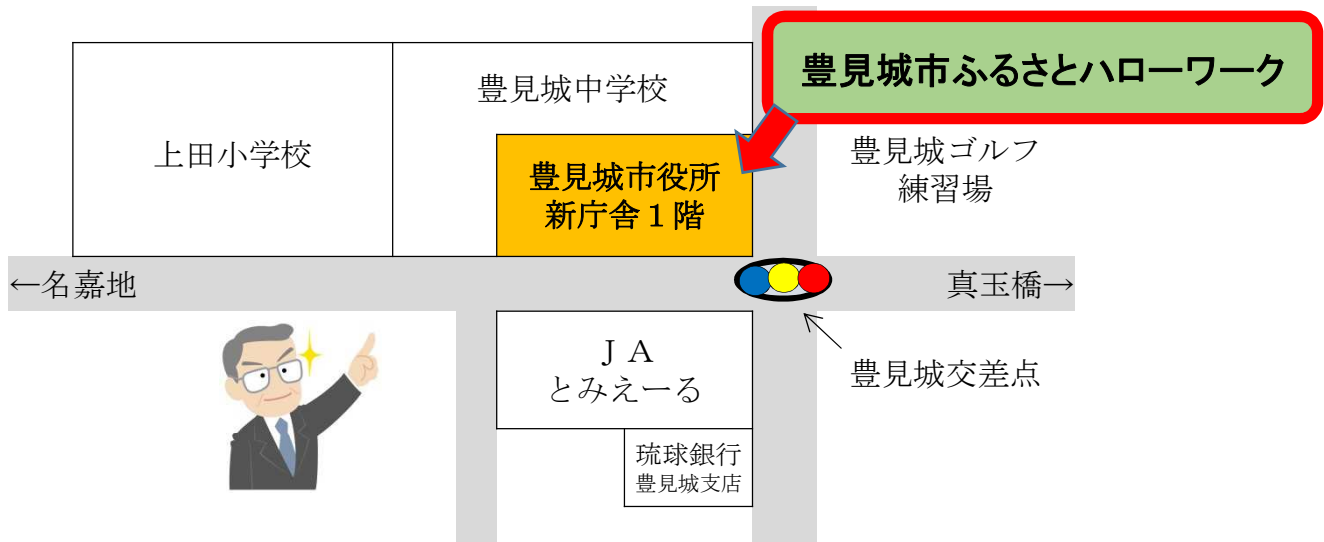 豊見城市ふるさとハローワーク
豊見城中学校
上田小学校
豊見城市役所
新庁舎1階
豊見城ゴルフ
練習場
←名嘉地
真玉橋→
JA
とみえーる
豊見城交差点
琉球銀行
豊見城支店